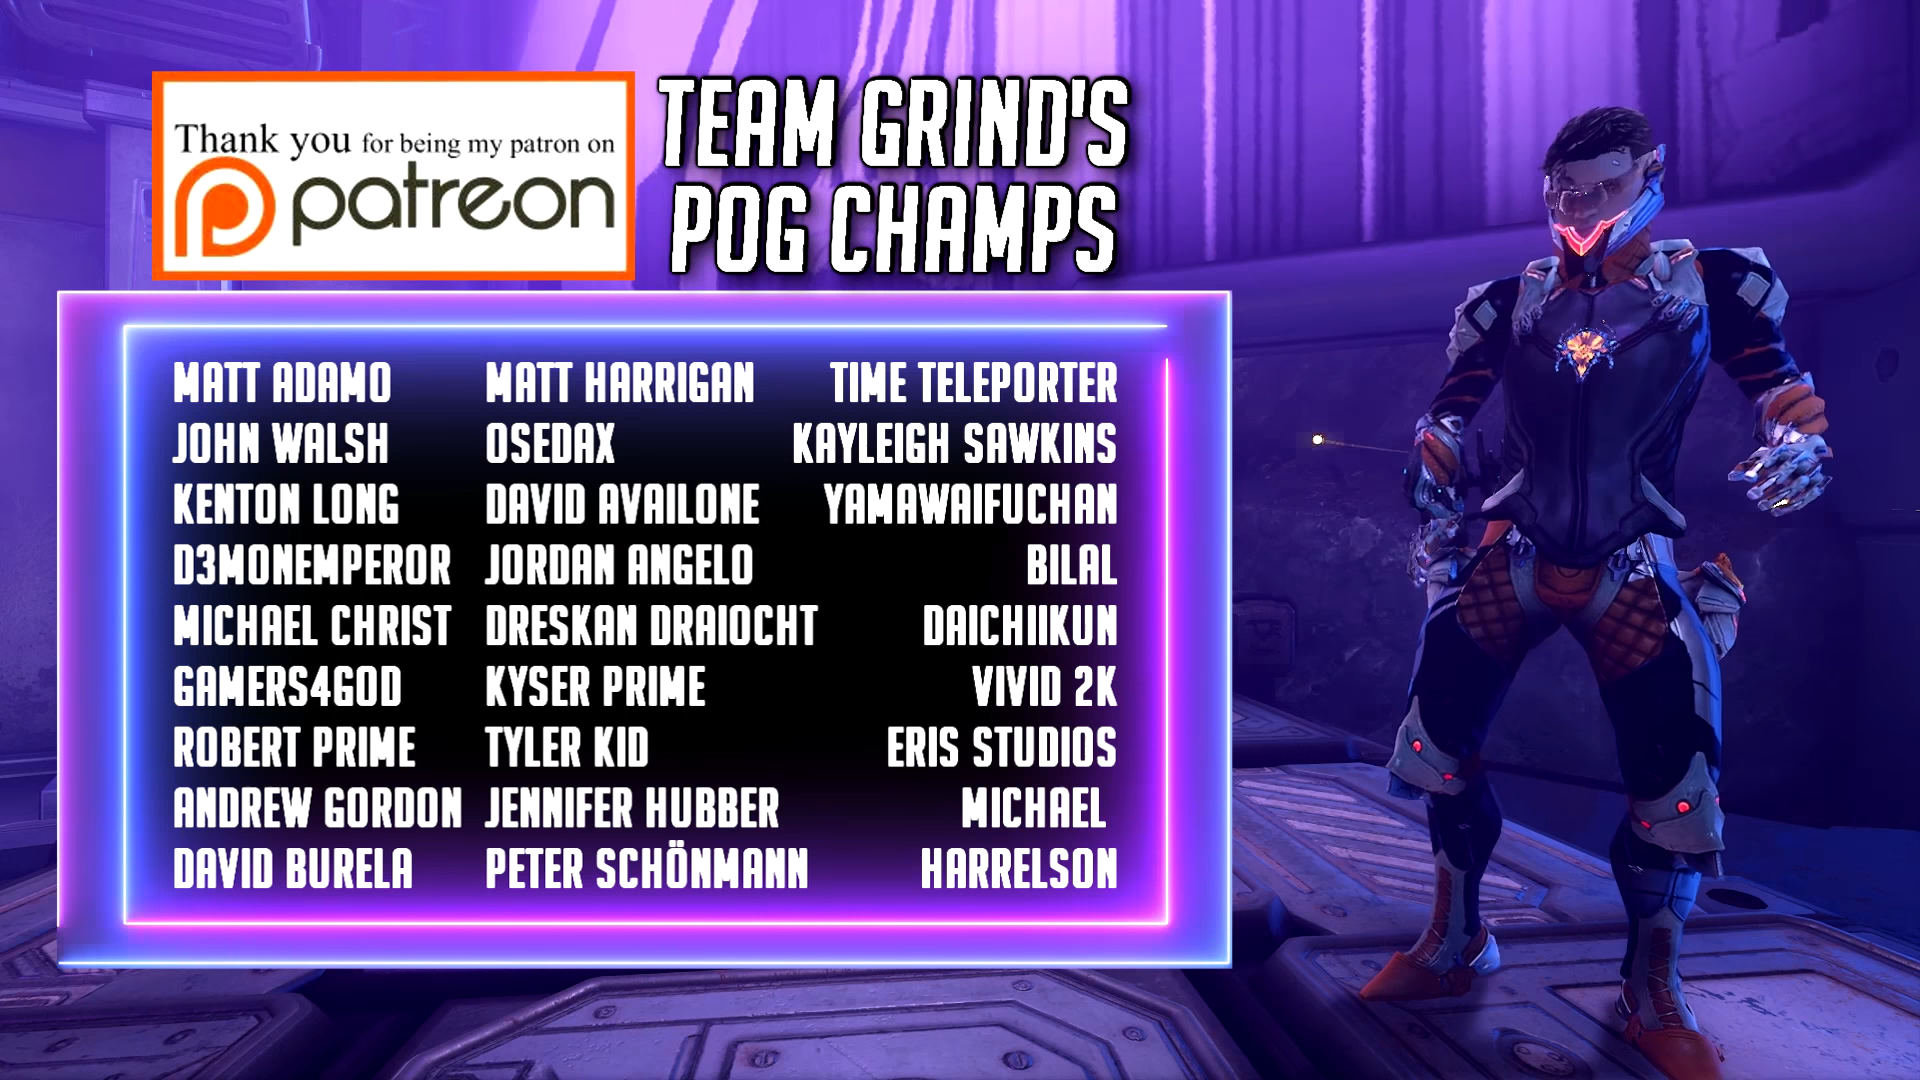 Thank you for being my patron on
patreon
TEAM GRIND'S
POG CHAMPS
MATT ADAMO
JOHN WALSH
KENTON LONG
D3MONEMPEROR
MICHAEL CHRIST
GAMERS4GOD
ROBERT PRIME
ANDREW GORDON
DAVID BURELA
MATT HARRIGAN
OSEDAX
DAVID AVAILONE
JORDAN ANGELO
DRESKAN DRAIOCHT
KYSER PRIME
TYLER KID
JENNIFER HUBBER
PETER SCHÖNMANN
TIME TELEPORTER
KAYLEIGH SAWKINS
YAMAWAIFUCHAN
BILAL
DAICHIIKUN
VIVID 2K
ERIS STUDIOS
MICHAEL
HARRELSON